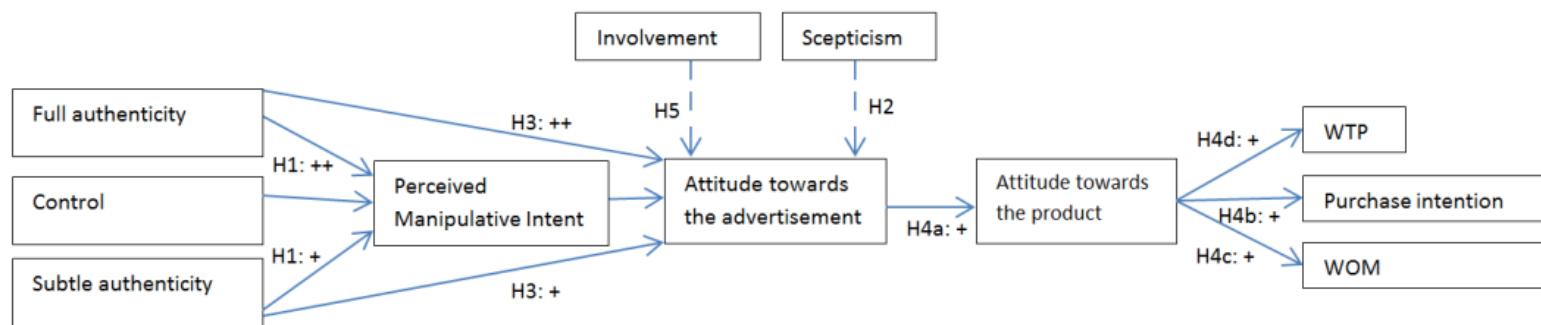 Involvement
Scepticism
Full authenticity
H3: ++
H5
H2
H1: ++
H4d: +
WTP
Control
Perceived
Manipulative Intent
Attitude towards
the advertisement
Attitude towards
the product
H4a: +
H4b: +
Purchase intention
H1: +
Subtle authenticity
H3: +
H4c: +
WOM